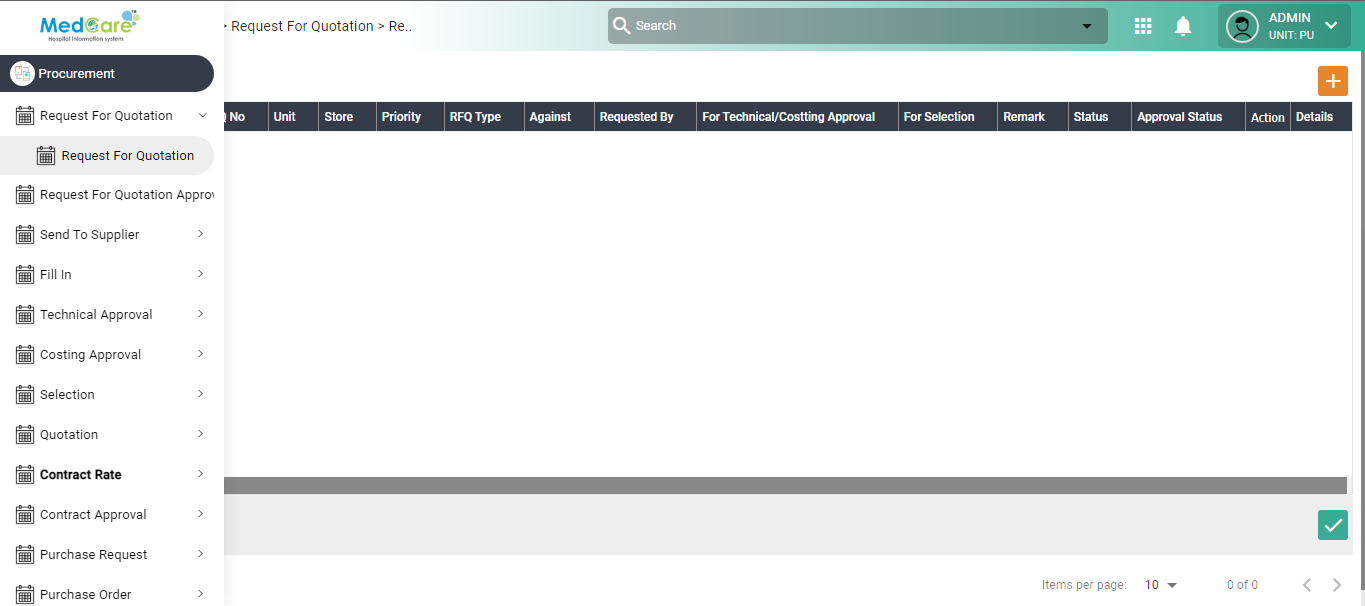 MedCare™
Hospital Information system
> Request For Quotation > Re..
Search
ADMIN
UNIT: PU
Procurement
Request For Quotation
Request For Quotation
Request For Quotation Approv
Send To Supplier
Fill In
Technical Approval
Costing Approval
Selection
Quotation
Contract Rate
Contract Approval
Purchase Request
Purchase Order
No Unit Store Priority RFQ Type Against Requested By For Technical/Costting Approval For Selection Remark Status Approval Status Action Details
Items per page: 10 0 of 0